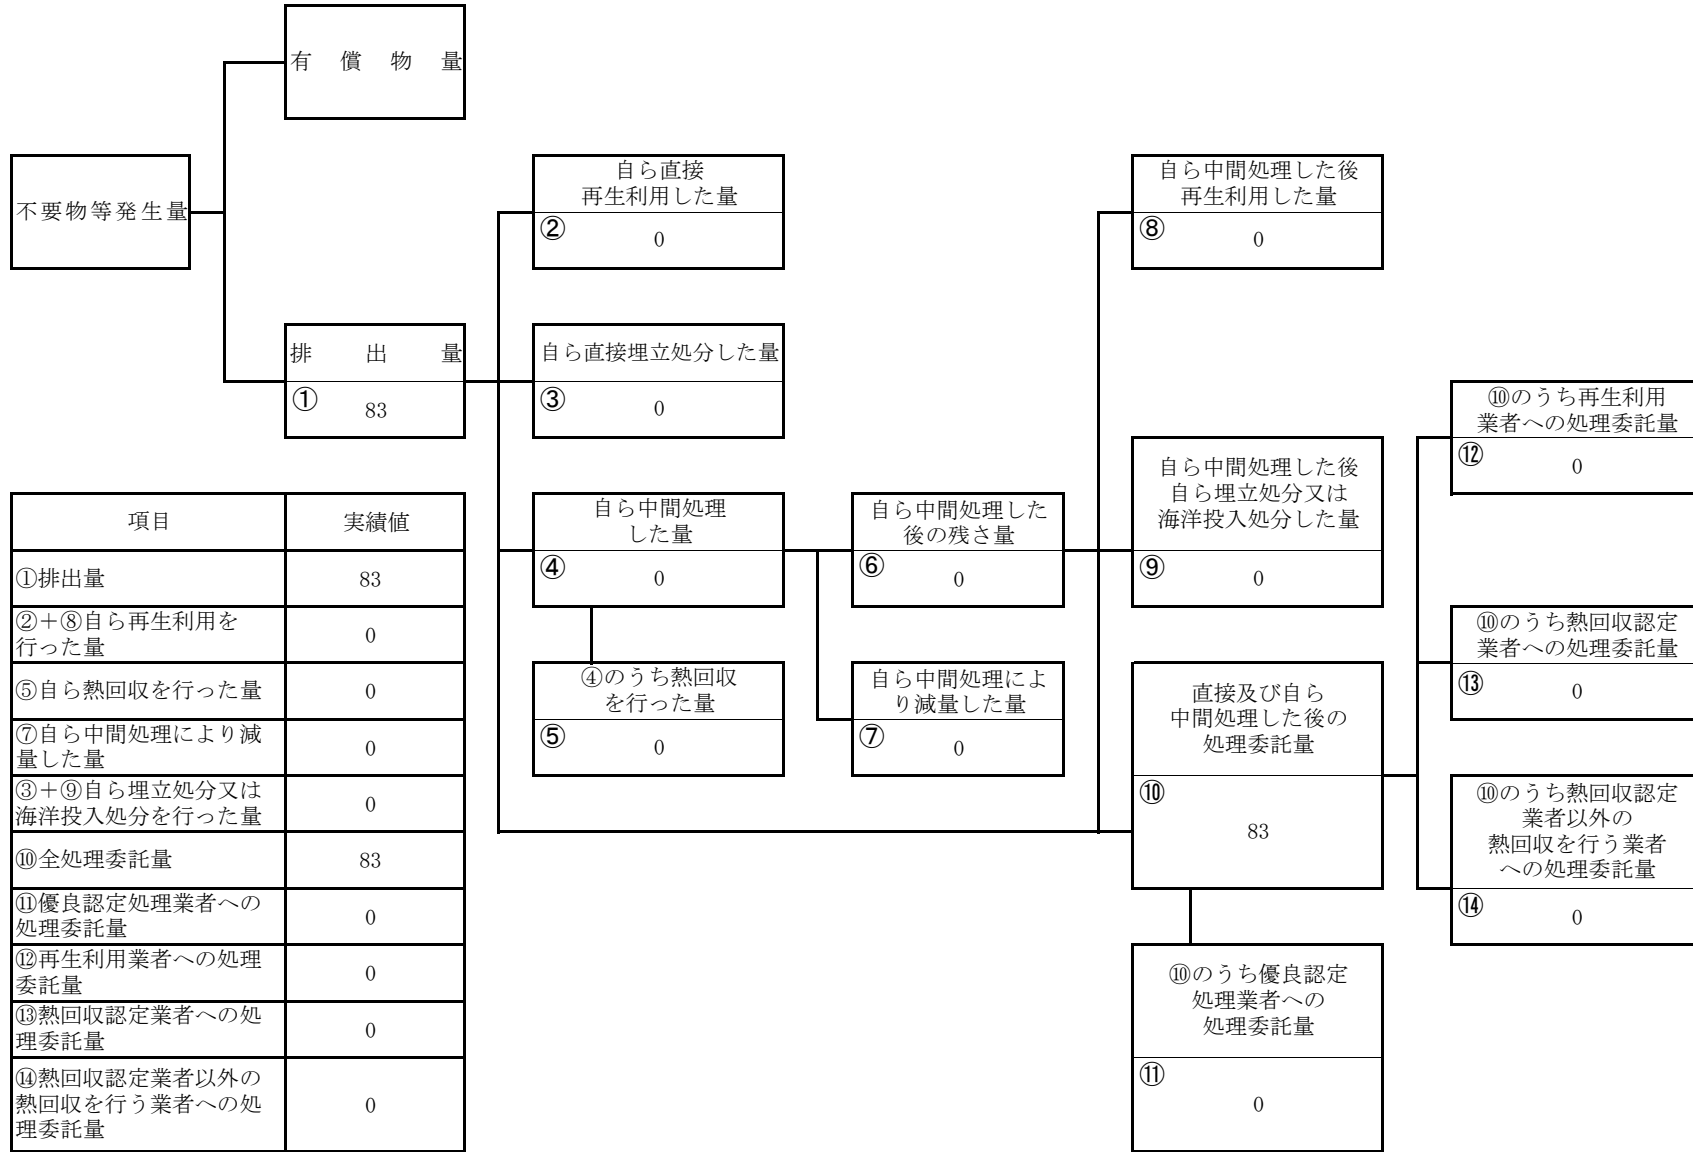 有償物量
不要物等発生量
排出量
①
83
自ら直接
再生利用した量
②
0
自ら直接埋立処分した量
③
0
自ら中間処理
した量
④
0
④のうち熱回収
を行った量
⑤
0
自ら中間処理した
後の残さ量
⑥
0
自ら中間処理によ
り減量した量
⑦
0
自ら中間処理した後
再生利用した量
⑧
0
自ら中間処理した後
自ら埋立処分又は
海洋投入処分した量
⑨
0
直接及び自ら
中間処理した後の
処理委託量
⑩
83
⑩のうち優良認定
処理業者への
処理委託量
⑪
0
⑩のうち再生利用
業者への処理委託量
⑫
0
⑩のうち熱回収認定
業者への処理委託量
⑬
0
⑩のうち熱回収認定
業者以外の
熱回収を行う業者
への処理委託量
⑭
0
項目 実績値
①排出量 83
②＋⑧自ら再生利用を
行った量 0
⑤自ら熱回収を行った量 0
⑦自ら中間処理により減
量した量 0
③＋⑨自ら埋立処分又は
海洋投入処分を行った量 0
⑩全処理委託量 83
⑪優良認定処理業者への
処理委託量 0
⑫再生利用業者への処理
委託量 0
⑬熱回収認定業者への処
理委託量 0
⑭熱回収認定業者以外の
熱回収を行う業者への処 0
理委託量